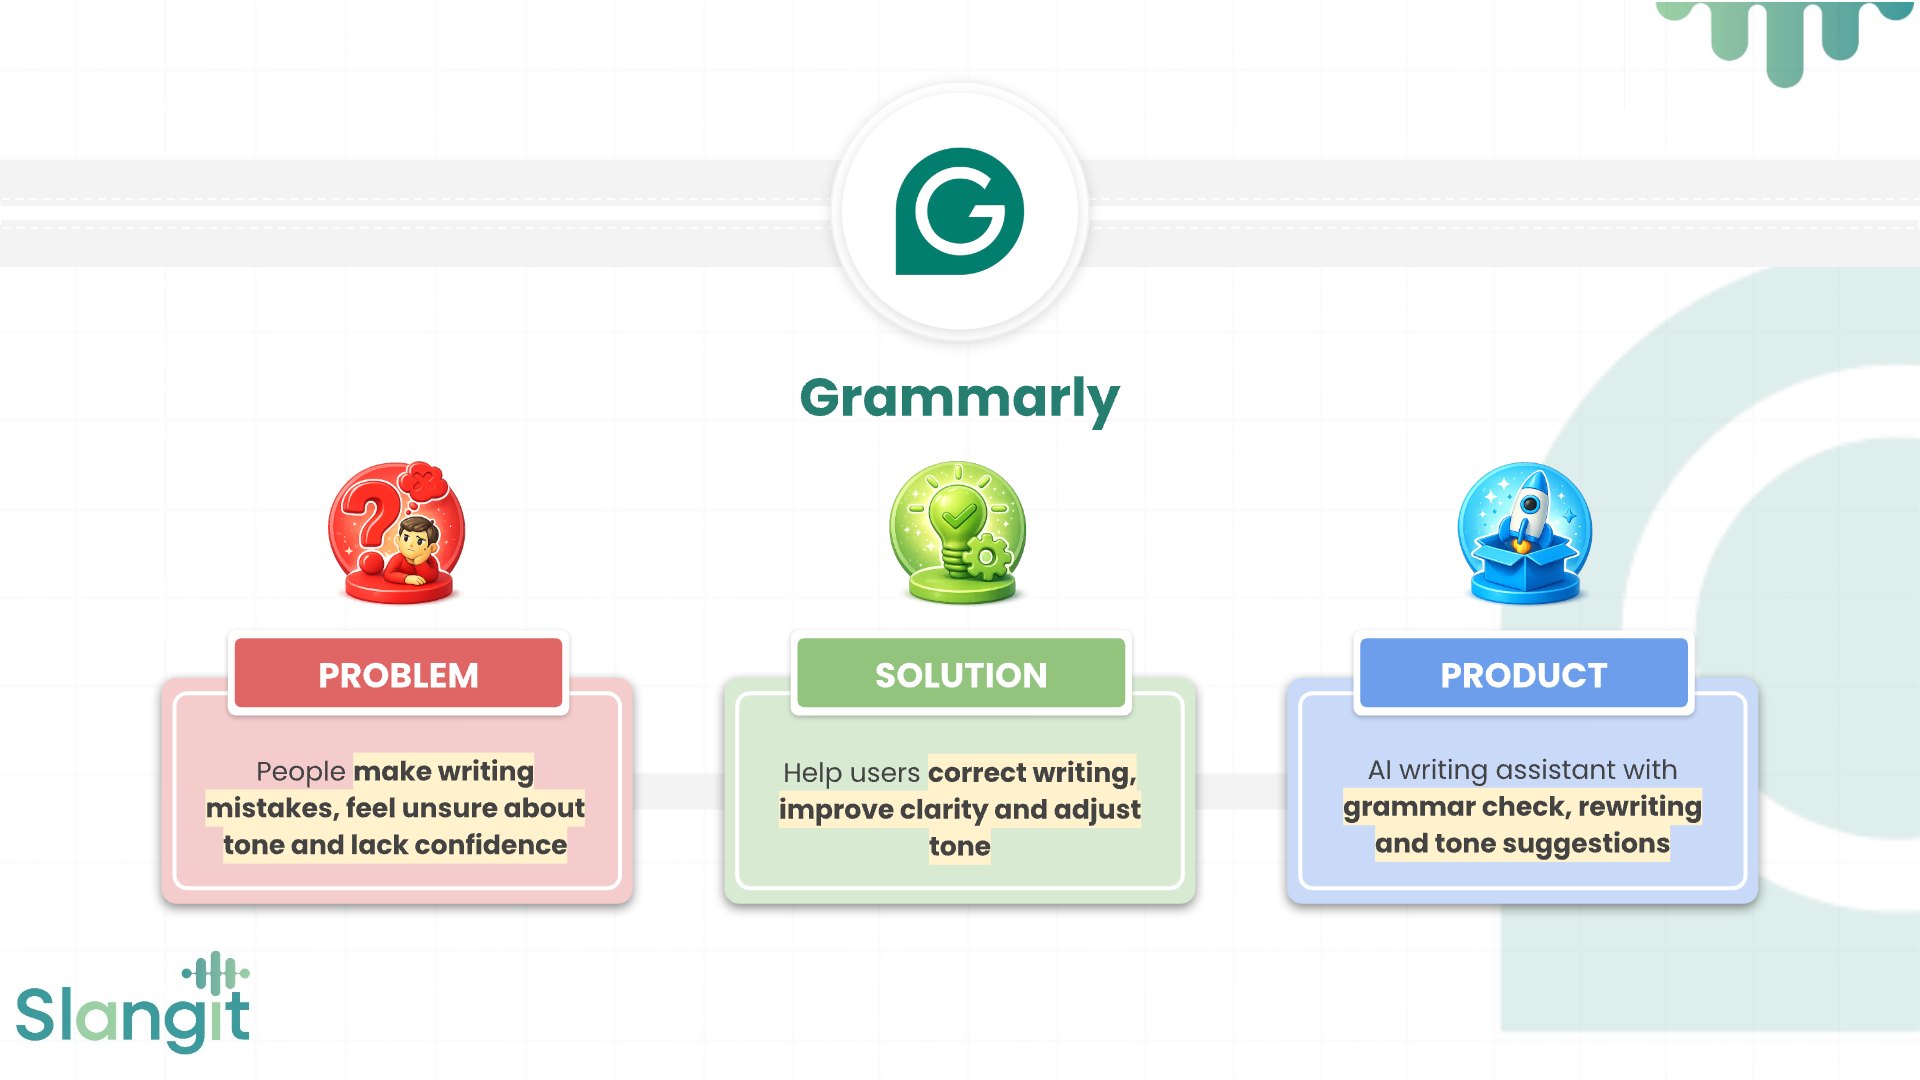 G
Grammarly
PROBLEM
People make writing
mistakes, feel unsure about
tone and lack confidence
SOLUTION
Help users correct writing,
improve clarity and adjust
tone
PRODUCT
AI writing assistant with
grammar check, rewriting
and tone suggestions
Slangit